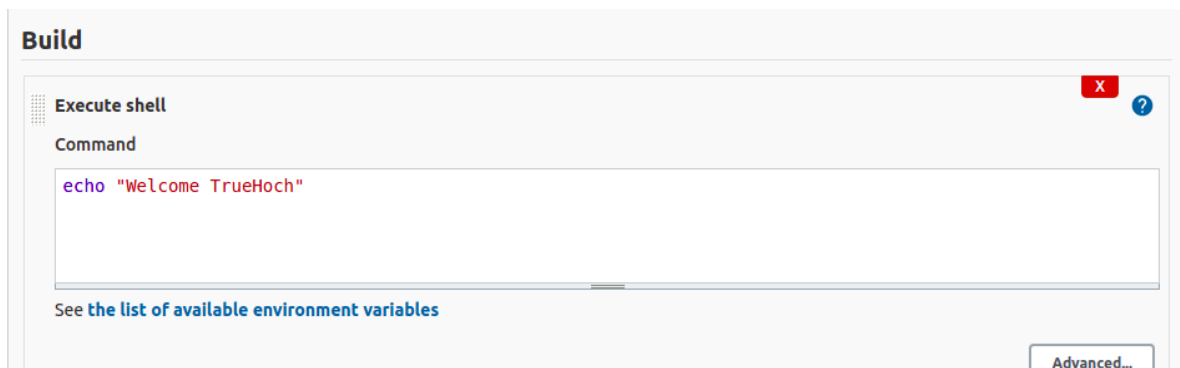 Build
X
Execute shell
?
Command
echo "Welcome TrueHoch"
See the list of available environment variables
Advanced...